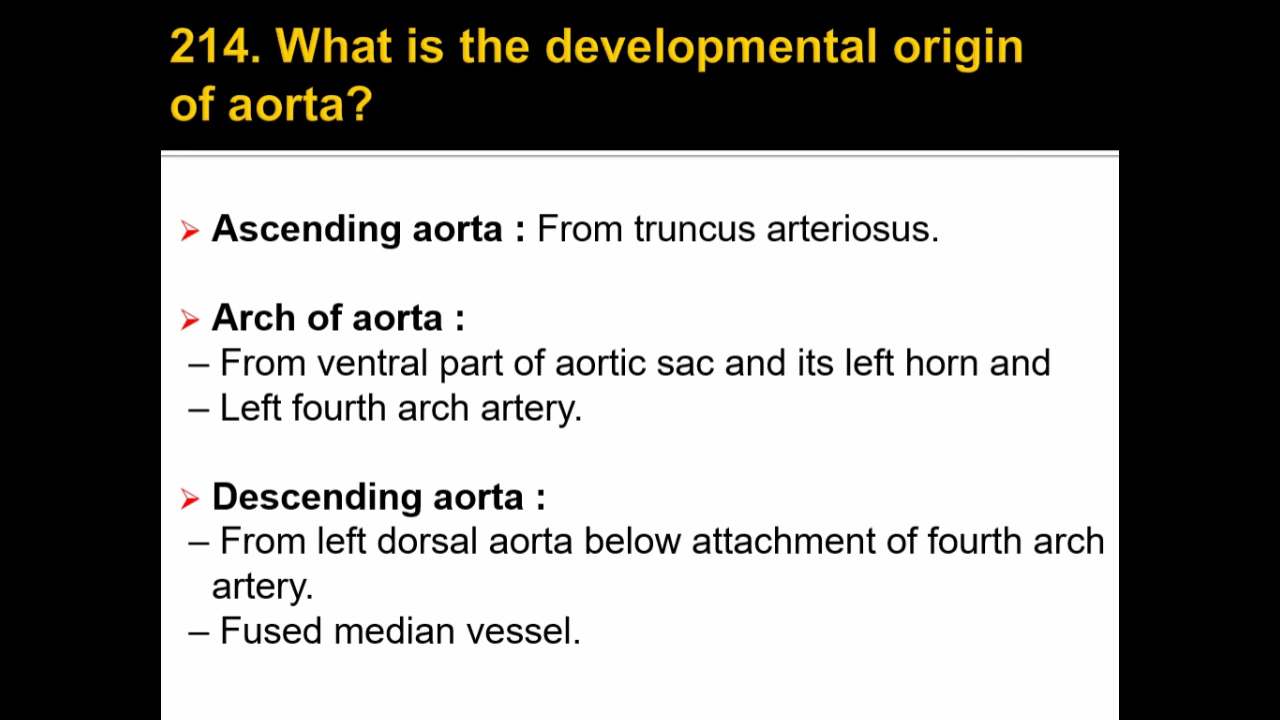 214. What is the developmental origin
of aorta?
➢ Ascending aorta : From truncus arteriosus.
➢ Arch of aorta :
– From ventral part of aortic sac and its left horn and
– Left fourth arch artery.
➢ Descending aorta :
– From left dorsal aorta below attachment of fourth arch
artery.
– Fused median vessel.